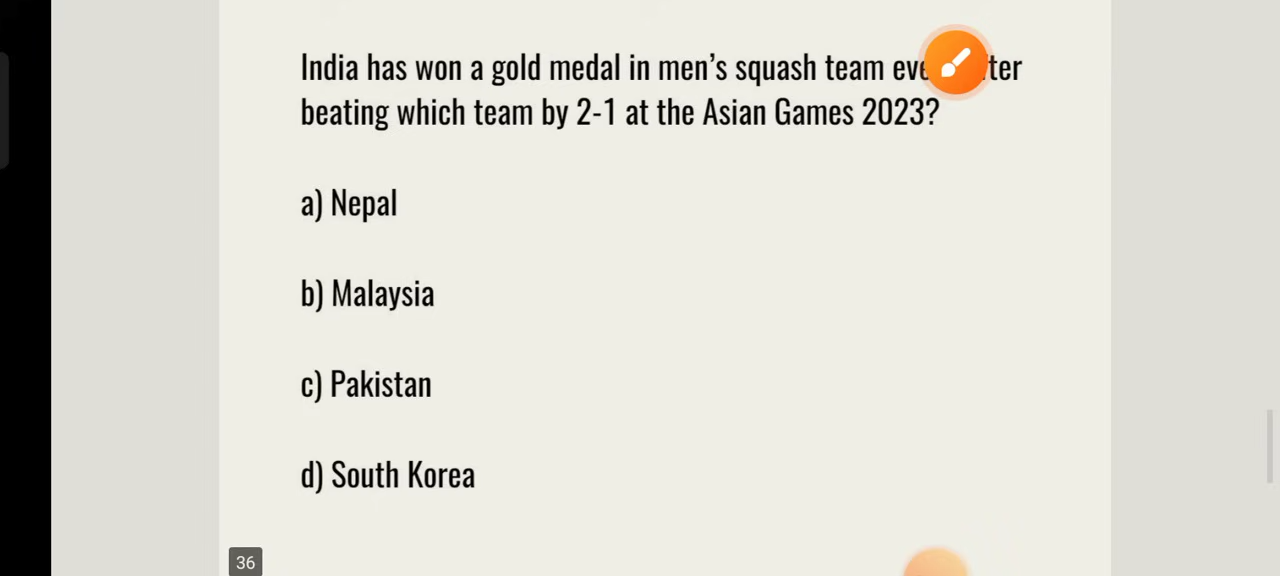 India has won a gold medal in men’s squash team
beating which team by 2-1 at the Asian Games 2023?
a) Nepal
b) Malaysia
c) Pakistan
d) South Korea
36